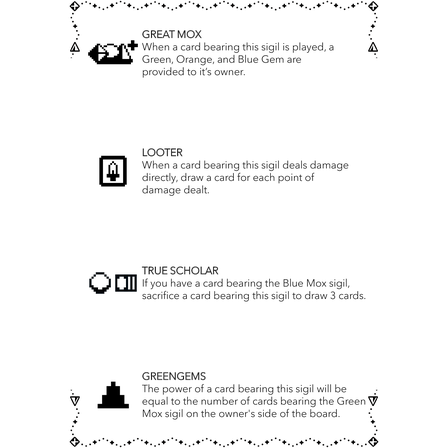 GREAT MOX
When a card bearing this sigil is played, a
Green, Orange, and Blue Gem are
provided to it's owner.
LOOTER
When a card bearing this sigil deals damage
directly, draw a card for each point of
damage dealt.
TRUE SCHOLAR
If you have a card bearing the Blue Mox sigil,
sacrifice a card bearing this sigil to draw 3 cards.
GREENGEMS
The power of a card bearing this sigil will be
equal to the number of cards bearing the Green
Mox sigil on the owner's side of the board.